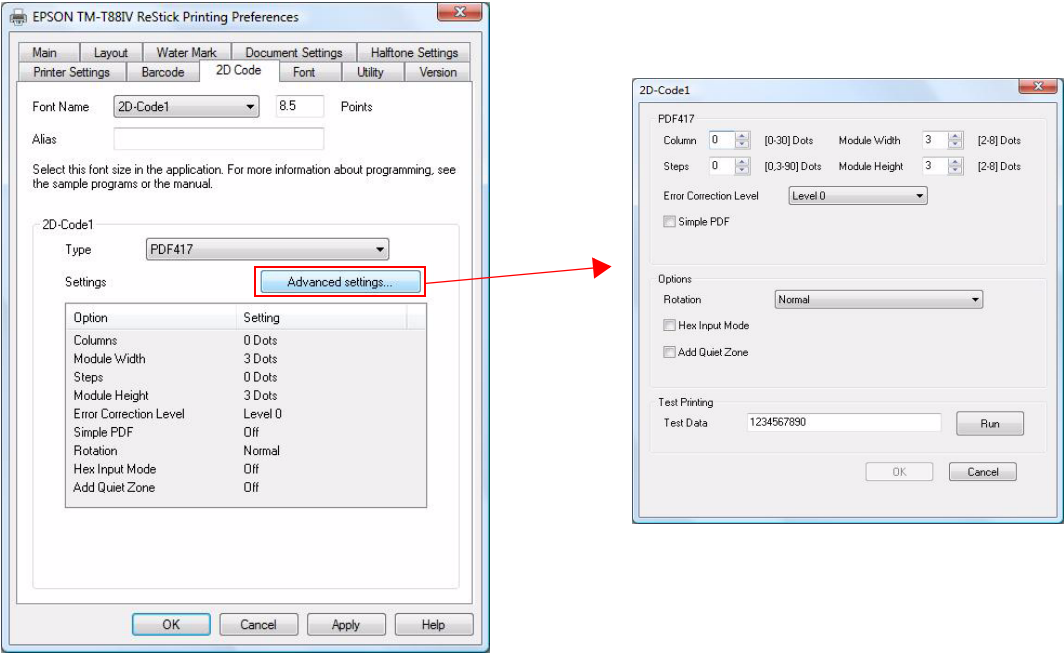 EPSON TM-T88IV ReStick Printing Preferences
Main Layout Water Mark Document Settings Halftone Settings
Printer Settings Barcode 2D Code Font Utility Version
Font Name 2D-Code1 8.5 Points
Alias
Select this font size in the application. For more information about programming, see
the sample programs or the manual.
2D-Code1
Type PDF417
Settings Advanced settings...
Option Setting
Columns 0 Dots
Module Width 3 Dots
Steps 0 Dots
Module Height 3 Dots
Error Correction Level Level 0
Simple PDF Off
Rotation Normal
Hex Input Mode Off
Add Quiet Zone Off
OK Cancel Apply Help
2D-Code1
PDF417
Column 0 [0-30] Dots Module Width 3 [2-8] Dots
Steps 0 [0,3-90] Dots Module Height 3 [2-8] Dots
Error Correction Level Level 0
Simple PDF
Options
Rotation Normal
Hex Input Mode
Add Quiet Zone
Test Printing
Test Data 1234567890 Run
OK Cancel